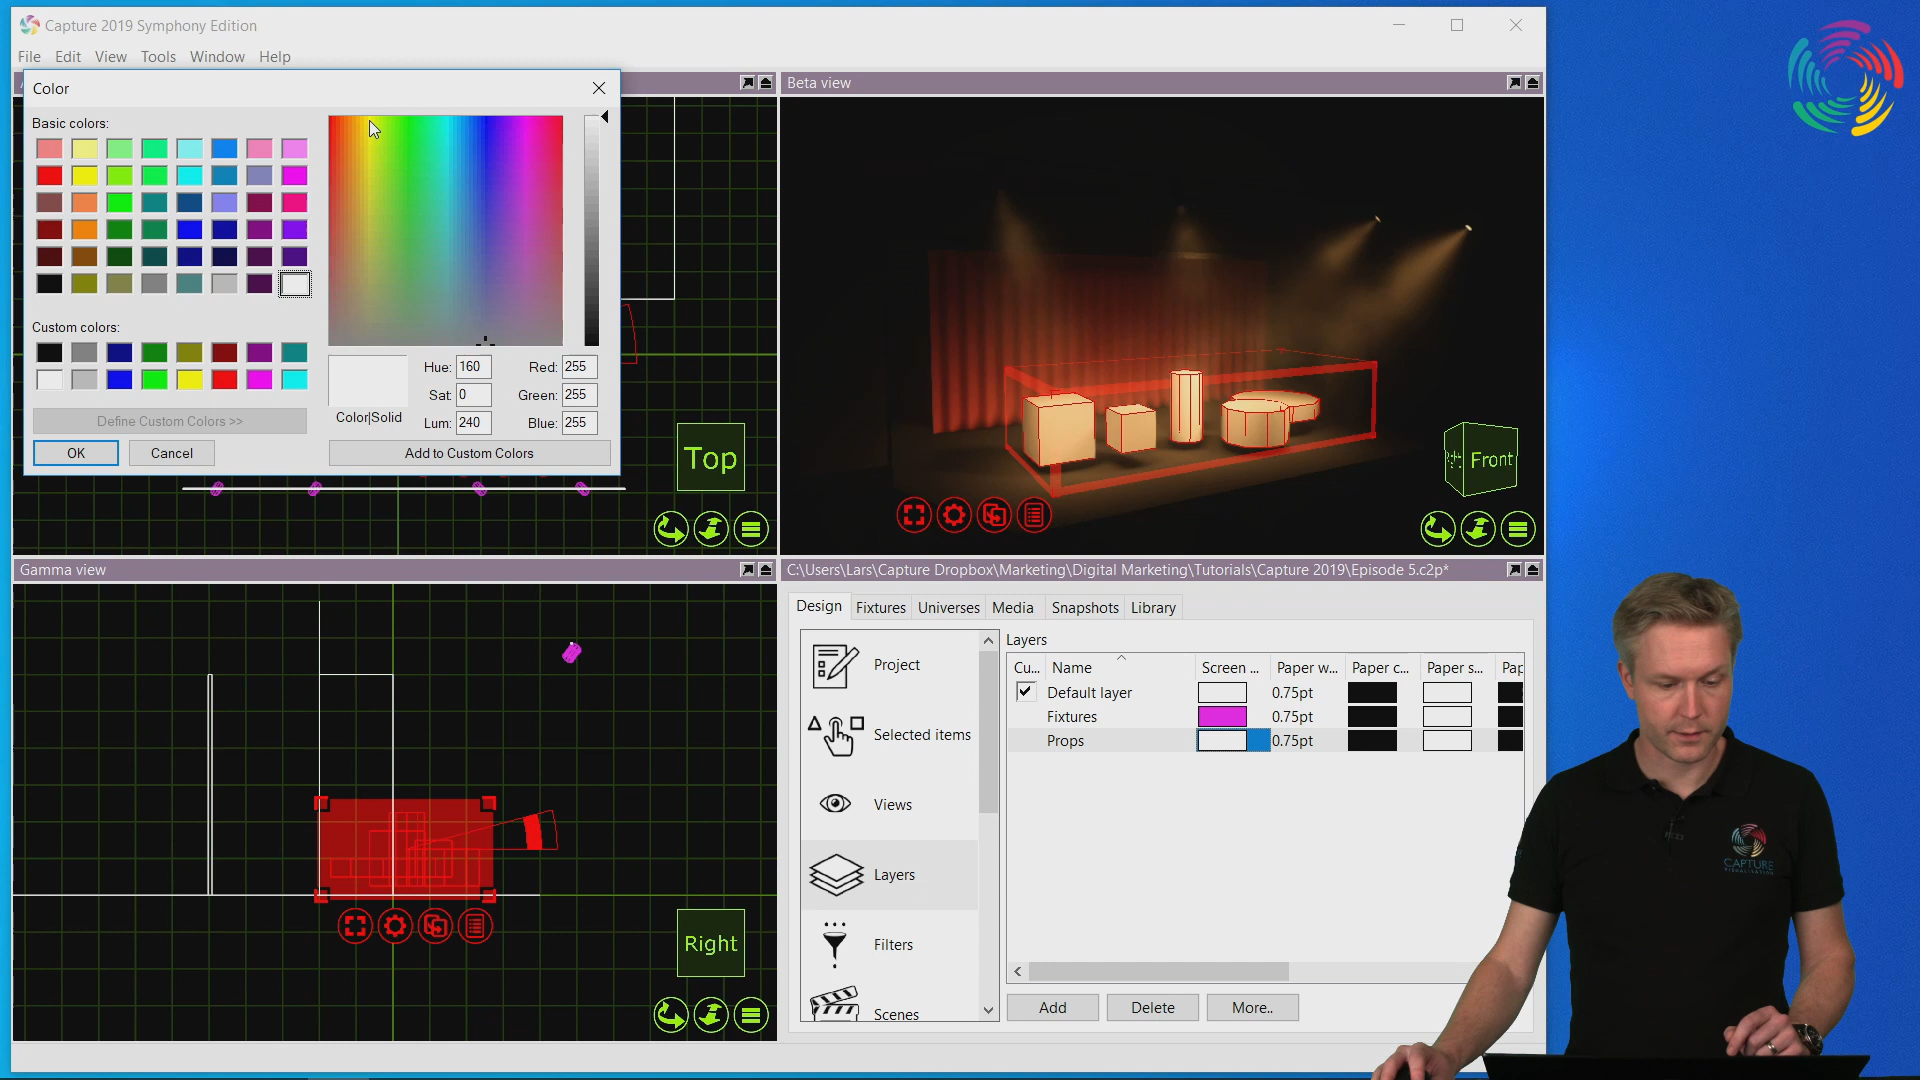 Capture 2019 Symphony Edition
File Edit View Tools Window Help
Color
Basic colors:
Custom colors:
Define Custom Colors >>
OK Cancel
Color|Solid
Hue: 160
Sat: 0
Lum: 240
Red: 255
Green: 255
Blue: 255
Add to Custom Colors
Top
Beta view
Front
Gamma view
Right
C:\Users\Lars\Capture Dropbox\Marketing\Digital Marketing\Tutorials\Capture 2019\Episode 5.c2p*
Design Fixtures Universes Media Snapshots Library
Project
Selected items
Views
Layers
Filters
Scenes
Layers
Cu... Name Screen ... Paper w... Paper c... Paper s... Pap
Default layer 0.75pt
Fixtures 0.75pt
Props 0.75pt
Add Delete More..
CAPTURE